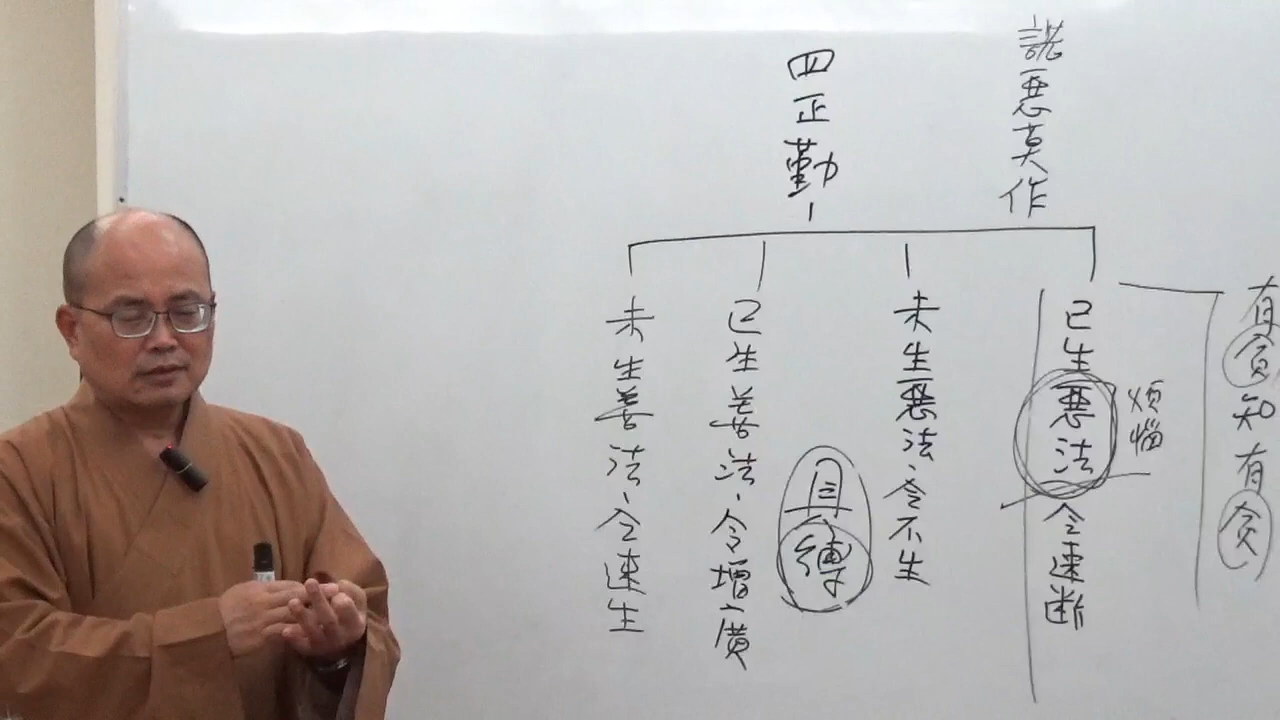 有貪知有貪
煩惱
諸惡莫作
已生惡法令速斷
未生惡法、令不生
四正勤
具縛
已生善法、令增廣
未生善法、令速生